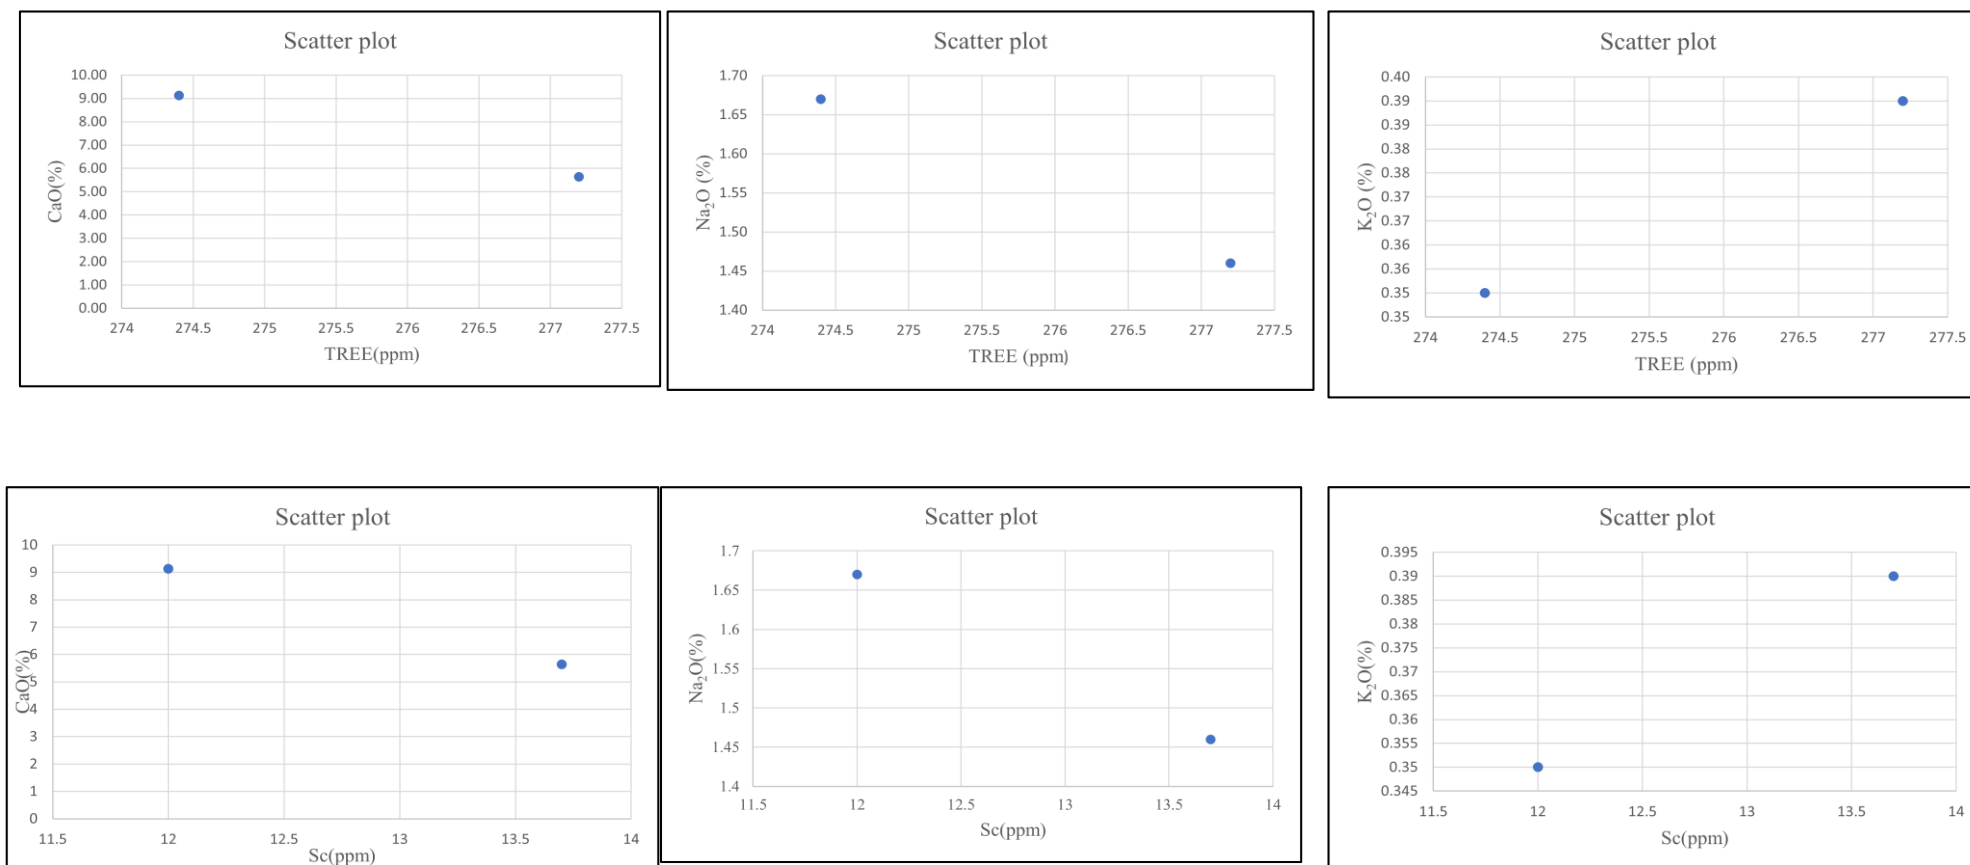 Scatter plot
10.00
9.00
8.00
7.00
6.00
5.00
4.00
3.00
2.00
1.00
0.00
CaO(%)
274 274.5 275 275.5 276 276.5 277 277.5
TREE(ppm)
Scatter plot
1.70
1.65
1.60
1.55
1.50
1.45
1.40
Na₂O (%)
274 274.5 275 275.5 276 276.5 277 277.5
TREE (ppm)
Scatter plot
0.40
0.39
0.39
0.38
0.38
0.37
0.37
0.36
0.36
0.35
0.35
K₂O (%)
274 274.5 275 275.5 276 276.5 277 277.5
TREE (ppm)
Scatter plot
10
9
8
7
6
5
4
3
2
1
0
CaO(%)
11.5 12 12.5 13 13.5 14
Sc(ppm)
Scatter plot
1.7
1.65
1.6
1.55
1.5
1.45
1.4
Na₂O(%)
11.5 12 12.5 13 13.5 14
Sc(ppm)
Scatter plot
0.395
0.39
0.385
0.38
0.375
0.37
0.365
0.36
0.355
0.35
0.345
K₂O(%)
11.5 12 12.5 13 13.5 14
Sc(ppm)